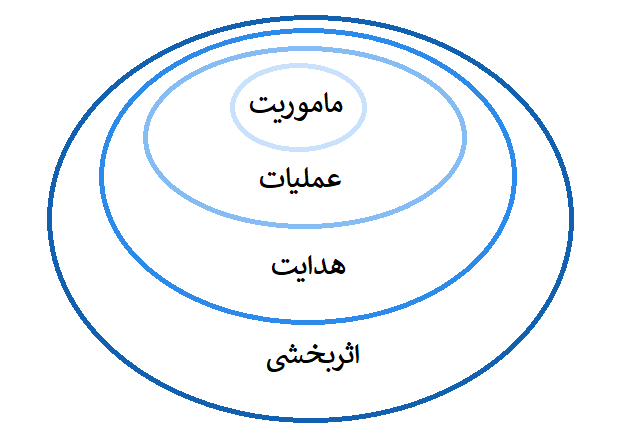 ماموریت
عملیات
هدایت
اثربخشی